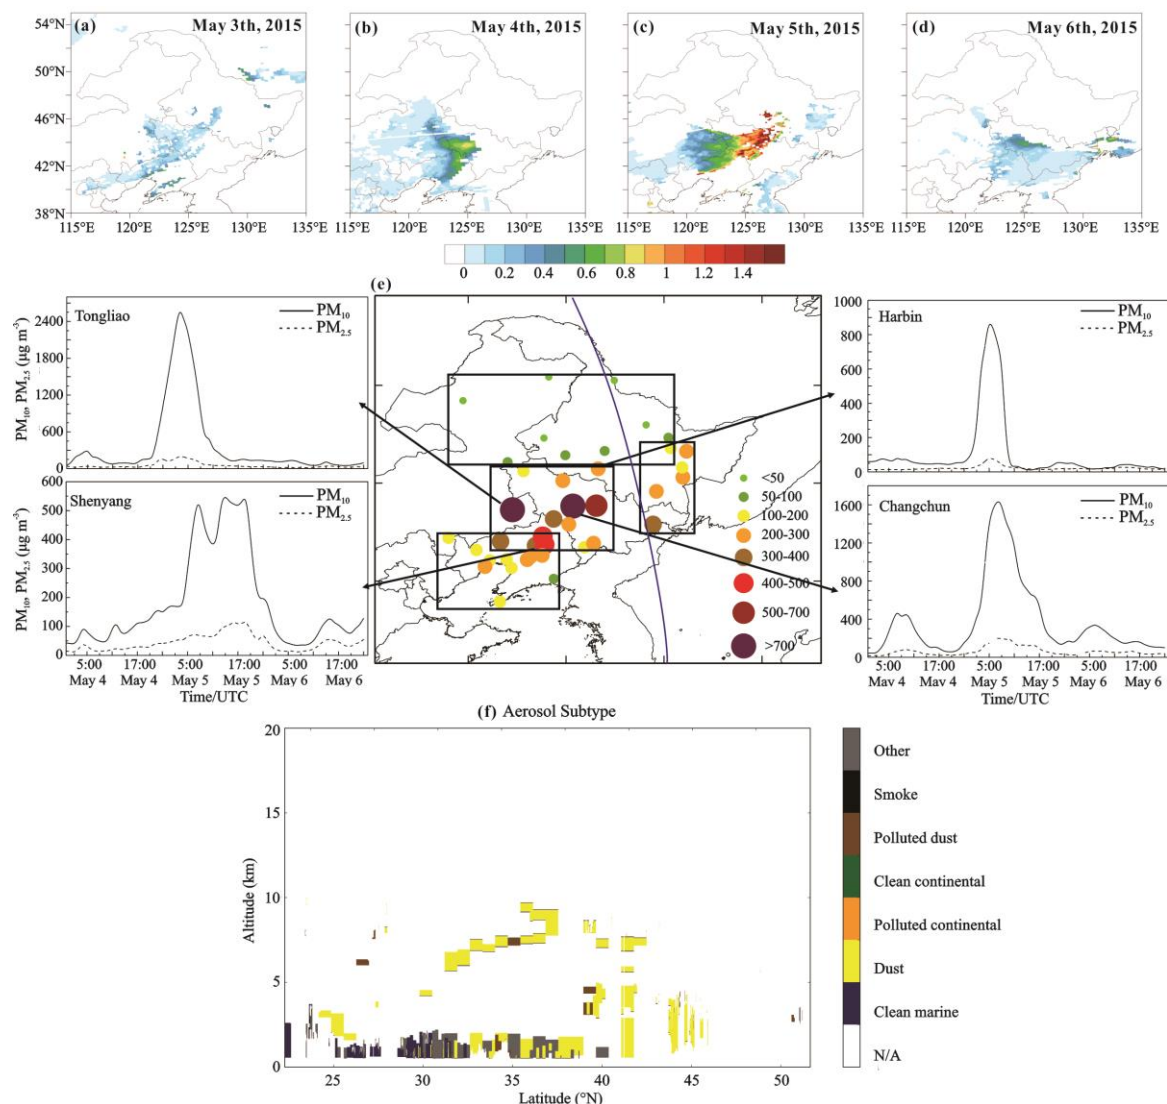 (a) May 3th, 2015
(b) May 4th, 2015
(c) May 5th, 2015
(d) May 6th, 2015
54°N
50°N
46°N
42°N
38°N
115°E 120°E 125°E 130°E 135°E
115°E 120°E 125°E 130°E 135°E
115°E 120°E 125°E 130°E 135°E
115°E 120°E 125°E 130°E 135°E
0 0.2 0.4 0.6 0.8 1 1.2 1.4
(e)
Tongliao
PM10
PM2.5
2400
1800
1200
600
0
PM10, PM2.5 (μg m-3)
Shenyang
PM10
PM2.5
600
500
400
300
200
100
0
PM10, PM2.5 (μg m-3)
5:00 17:00 5:00 17:00 5:00 17:00
May 4 May 4 May 5 May 5 May 6 May 6
Time/UTC
<50
50-100
100-200
200-300
300-400
400-500
500-700
>700
Harbin
PM10
PM2.5
1000
800
600
400
200
0
Changchun
PM10
PM2.5
1600
1200
800
400
0
5:00 17:00 5:00 17:00 5:00 17:00
May 4 May 4 May 5 May 5 May 6 May 6
Time/UTC
(f) Aerosol Subtype
20
15
10
5
0
Altitude (km)
25 30 35 40 45 50
Latitude (°N)
Other
Smoke
Polluted dust
Clean continental
Polluted continental
Dust
Clean marine
N/A